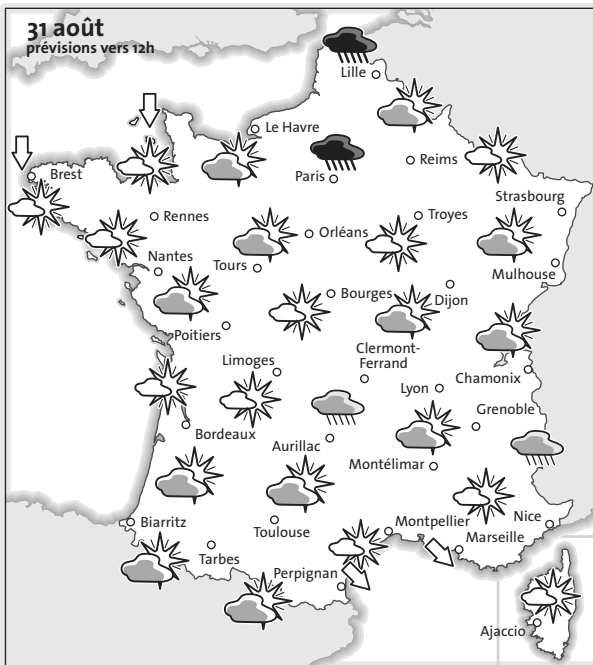 31 août
prévisions vers 12h
Lille
Le Havre
Reims
Paris
Brest
Strasbourg
Rennes
Troyes
Orléans
Nantes
Tours
Mulhouse
Bourges
Dijon
Poitiers
Clermont-
Ferrand
Limoges
Chamonix
Lyon
Grenoble
Bordeaux
Aurillac
Montélimar
Biarritz
Toulouse
Montpellier
Nice
Marseille
Tarbes
Perpignan
Ajaccio